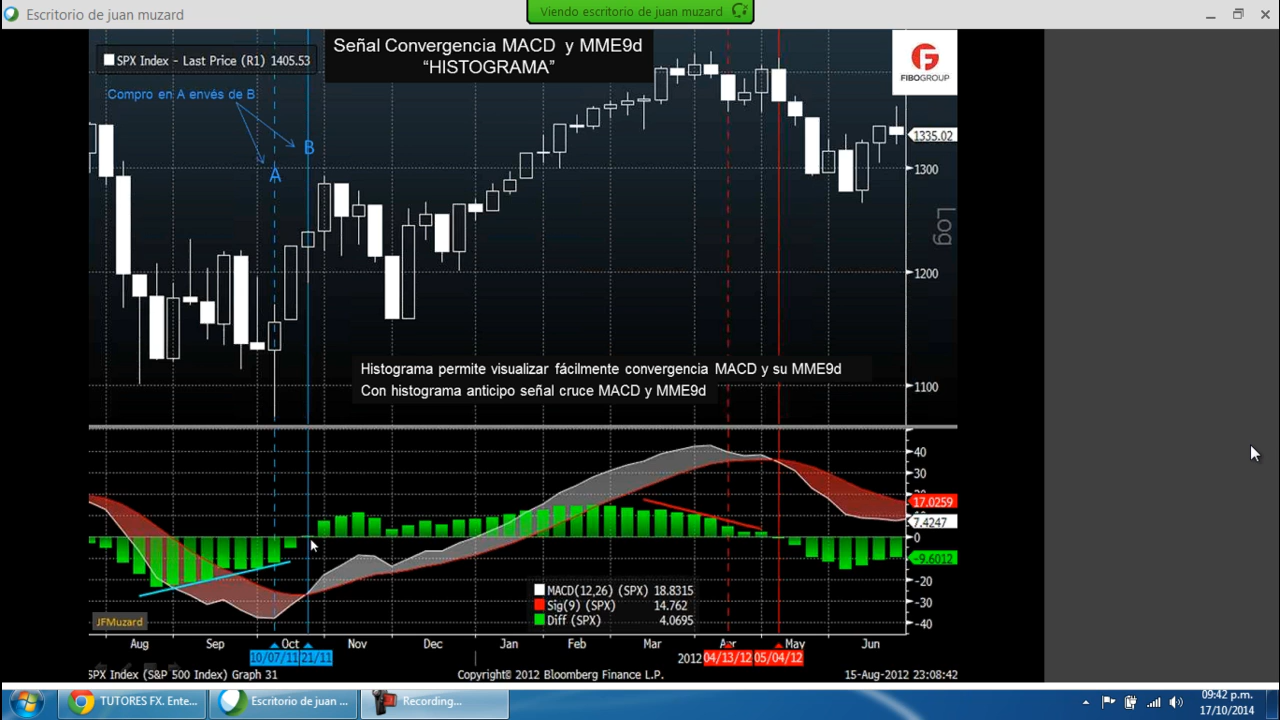 Escritorio de juan muzard
Viendo escritorio de juan muzard
Señal Convergencia MACD y MME9d
“HISTOGRAMA”
SPX Index - Last Price (R1) 1405.53
FIBOGROUP
Compro en A envés de B
B
A
1335.02
1300
Log
1200
Histograma permite visualizar fácilmente convergencia MACD y su MME9d
Con histograma anticipo señal cruce MACD y MME9d
1100
40
30
17.0259
7.4247
0
-9.6012
-20
-30
-40
MACD(12,26) (SPX) 18.8315
Sig(9) (SPX) 14.762
Diff (SPX) 4.0695
JFMuzard
Aug Sep Oct Nov Dec Jan Feb Mar Apr May Jun
10/07/11 21/11 2012 04/13/12 05/04/12
SPX Index (S&P 500 Index) Graph 31 Copyright© 2012 Bloomberg Finance L.P. 15-Aug-2012 23:08:42
TUTORES FX. Ente... Escritorio de juan ... Recording...
09:42 p.m.
17/10/2014